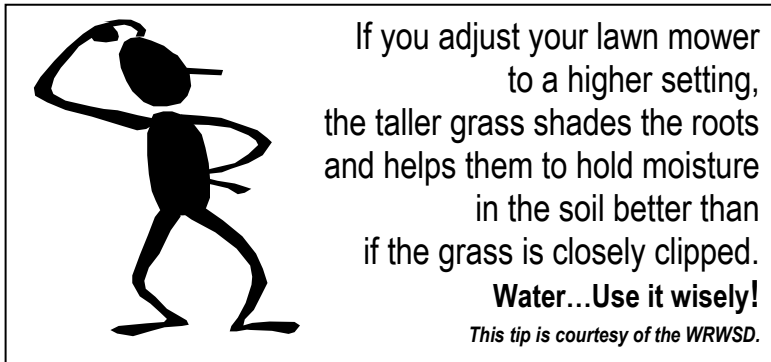 If you adjust your lawn mower
to a higher setting,
the taller grass shades the roots
and helps them to hold moisture
in the soil better than
if the grass is closely clipped.
Water…Use it wisely!
This tip is courtesy of the WRWSD.